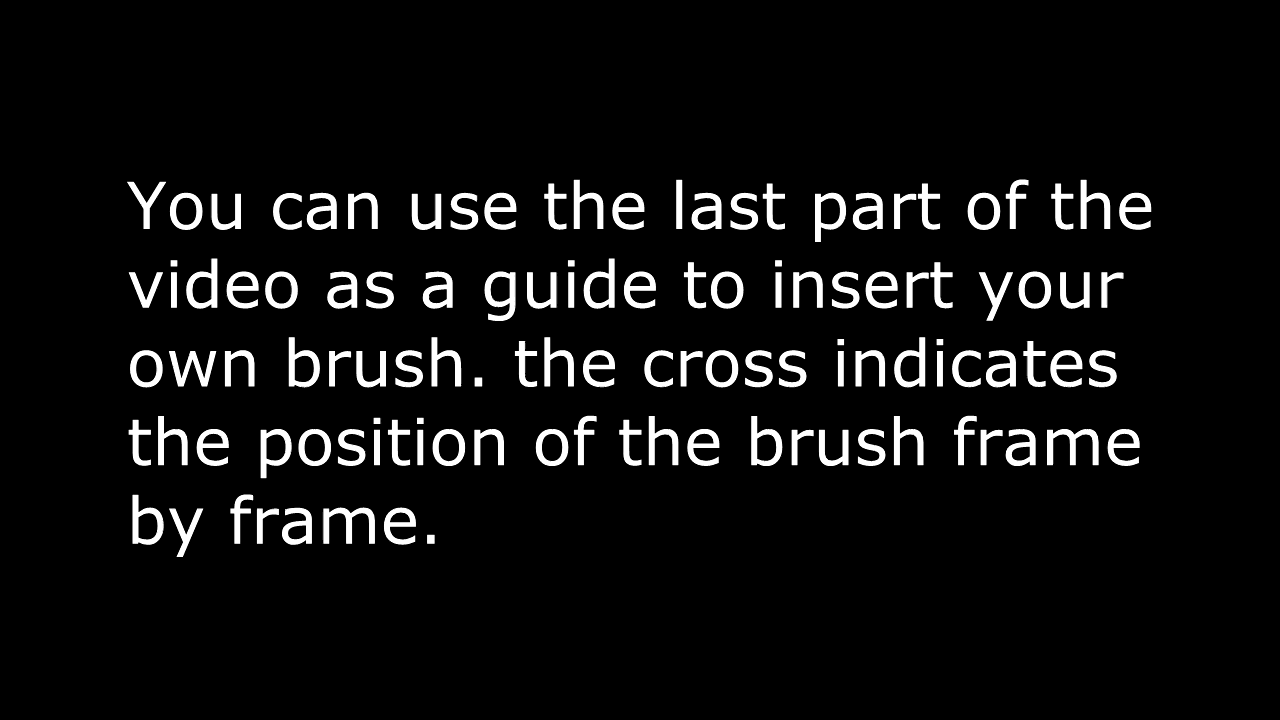 You can use the last part of the
video as a guide to insert your
own brush. the cross indicates
the position of the brush frame
by frame.